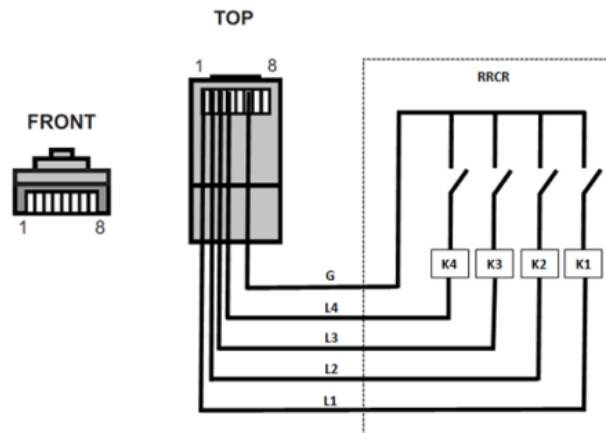 TOP
1 8
RRCR
FRONT
1 8
K4 K3 K2 K1
G
L4
L3
L2
L1